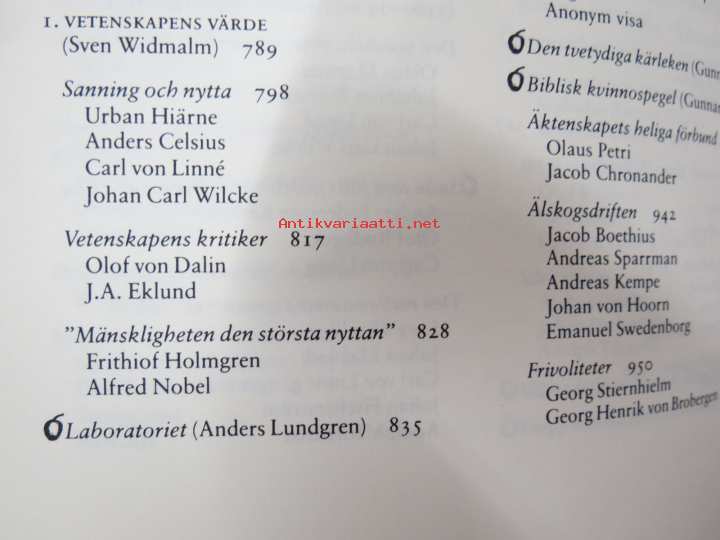 1. VETENSKAPENS VÄRDE
(Sven Widmalm) 789
Sanning och nytta 798
Urban Hiärne
Anders Celsius
Carl von Linné
Johan Carl Wilcke
Vetenskapens kritiker 817
Olof von Dalin
J.A. Eklund
”Mänskligheten den största nyttan” 828
Frithiof Holmgren
Alfred Nobel
Laboratoriet (Anders Lundgren) 835
Anonym visa
Den tvetydiga kärleken
Biblisk kvinnospegel
Äktenskapets heliga förbund
Olaus Petri
Jacob Chronander
Älskogsdriften 942
Jacob Boethius
Andreas Sparrman
Andreas Kempe
Johan von Hoorn
Emanuel Swedenborg
Frivoliteter 950
Georg Stiernhielm
Georg Henrik von Brobergen
Antikvariaatti.net